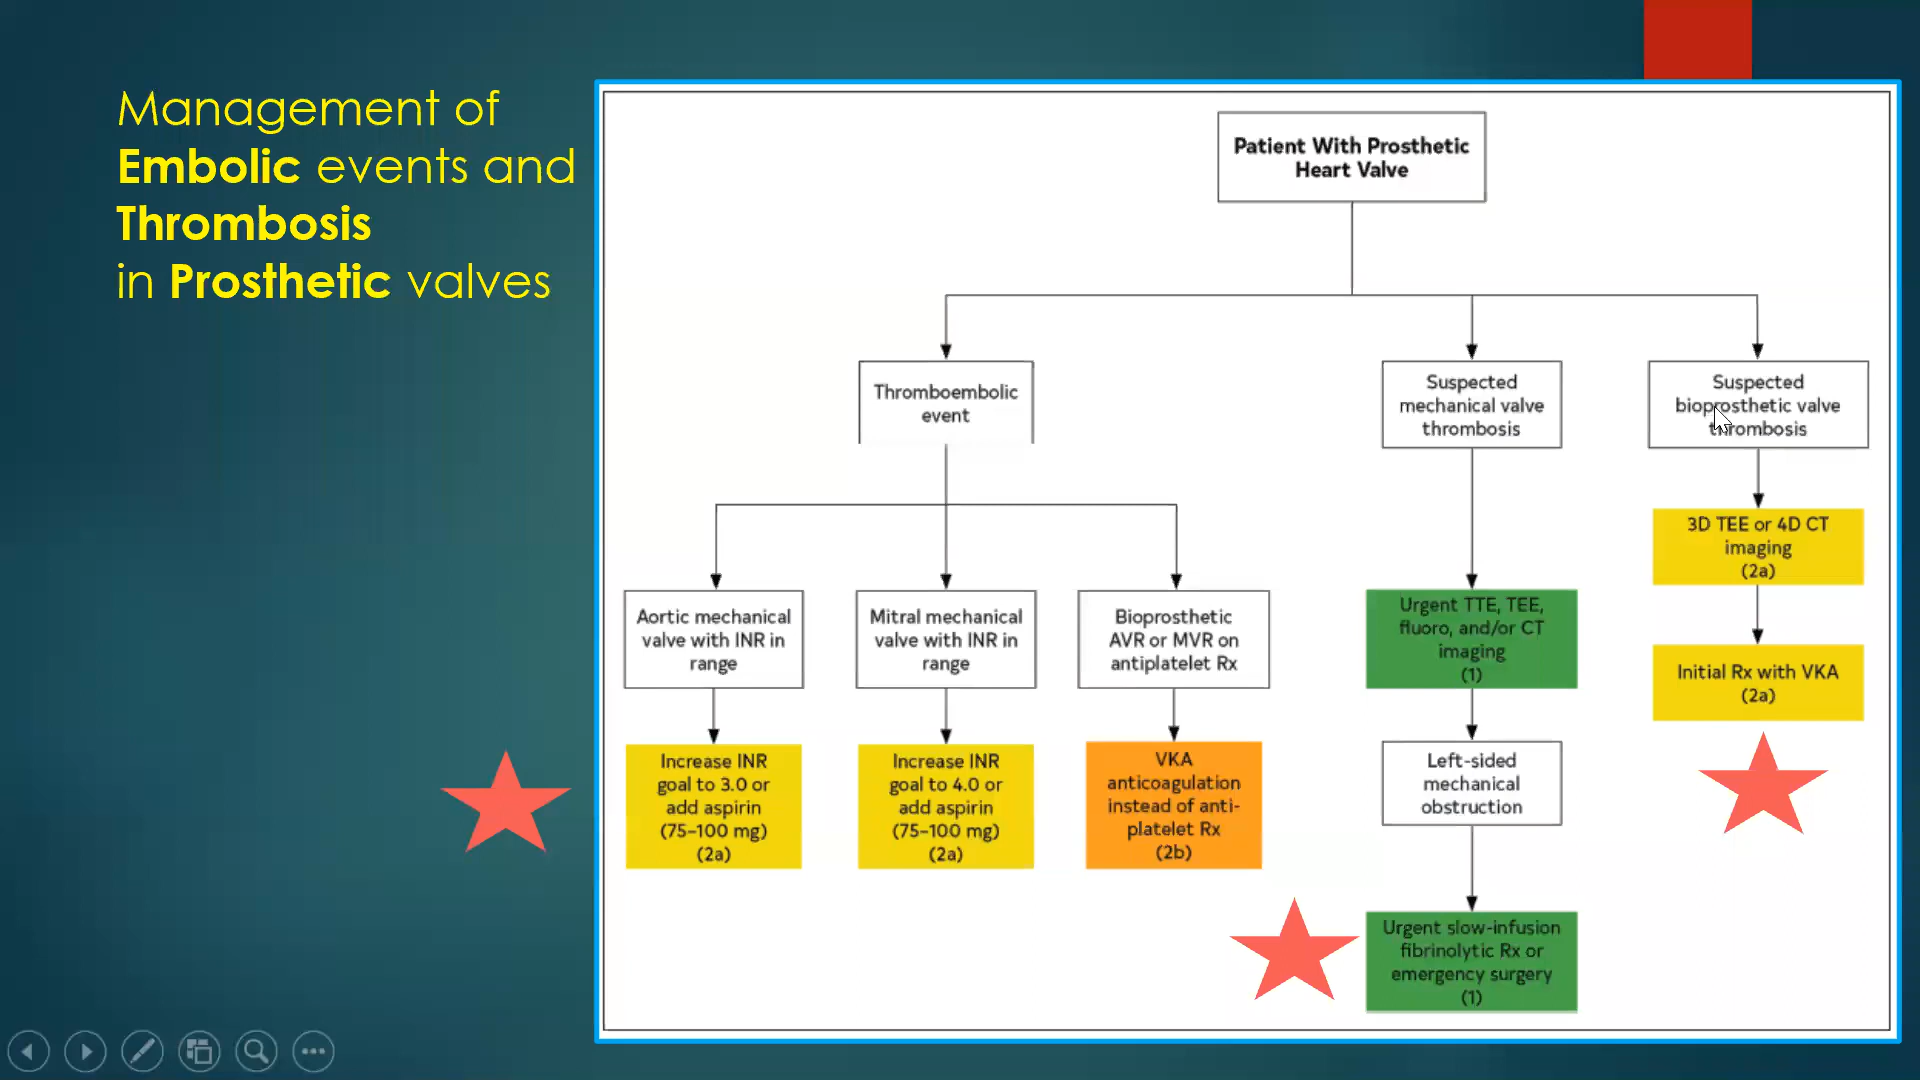 Management of
Embolic events and
Thrombosis
in Prosthetic valves
Patient With Prosthetic
Heart Valve
Thromboembolic
event
Suspected
mechanical valve
thrombosis
Suspected
bioprosthetic valve
thrombosis
Aortic mechanical
valve with INR in
range
Mitral mechanical
valve with INR in
range
Bioprosthetic
AVR or MVR on
antiplatelet Rx
Urgent TTE, TEE,
fluoro, and/or CT
imaging
(1)
3D TEE or 4D CT
imaging
(2a)
Initial Rx with VKA
(2a)
Increase INR
goal to 3.0 or
add aspirin
(75–100 mg)
(2a)
Increase INR
goal to 4.0 or
add aspirin
(75–100 mg)
(2a)
VKA
anticoagulation
instead of anti-
platelet Rx
(2b)
Left-sided
mechanical
obstruction
Urgent slow-infusion
fibrinolytic Rx or
emergency surgery
(1)